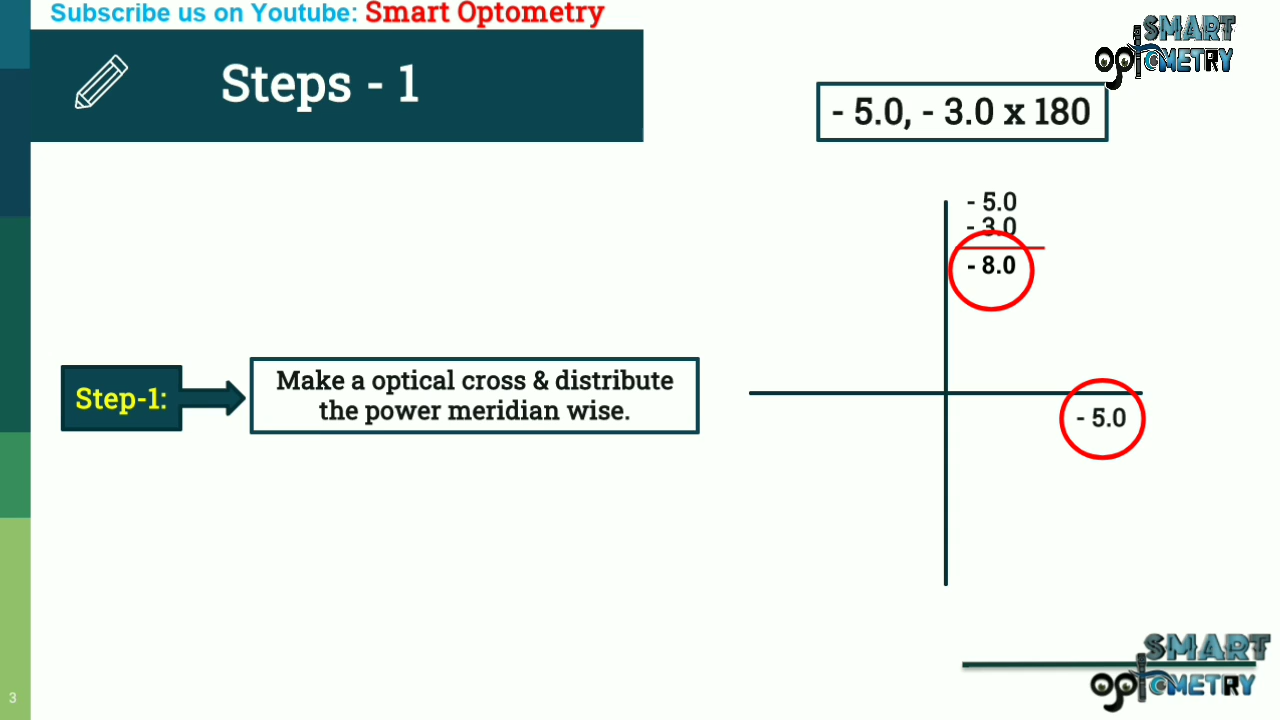 Subscribe us on Youtube: Smart Optometry
SMART
OptOMETRY
Steps - 1
- 5.0, - 3.0 x 180
- 5.0
- 3.0
- 8.0
Step-1:
Make a optical cross & distribute
the power meridian wise.
- 5.0
SMART
OptOMETRY
3